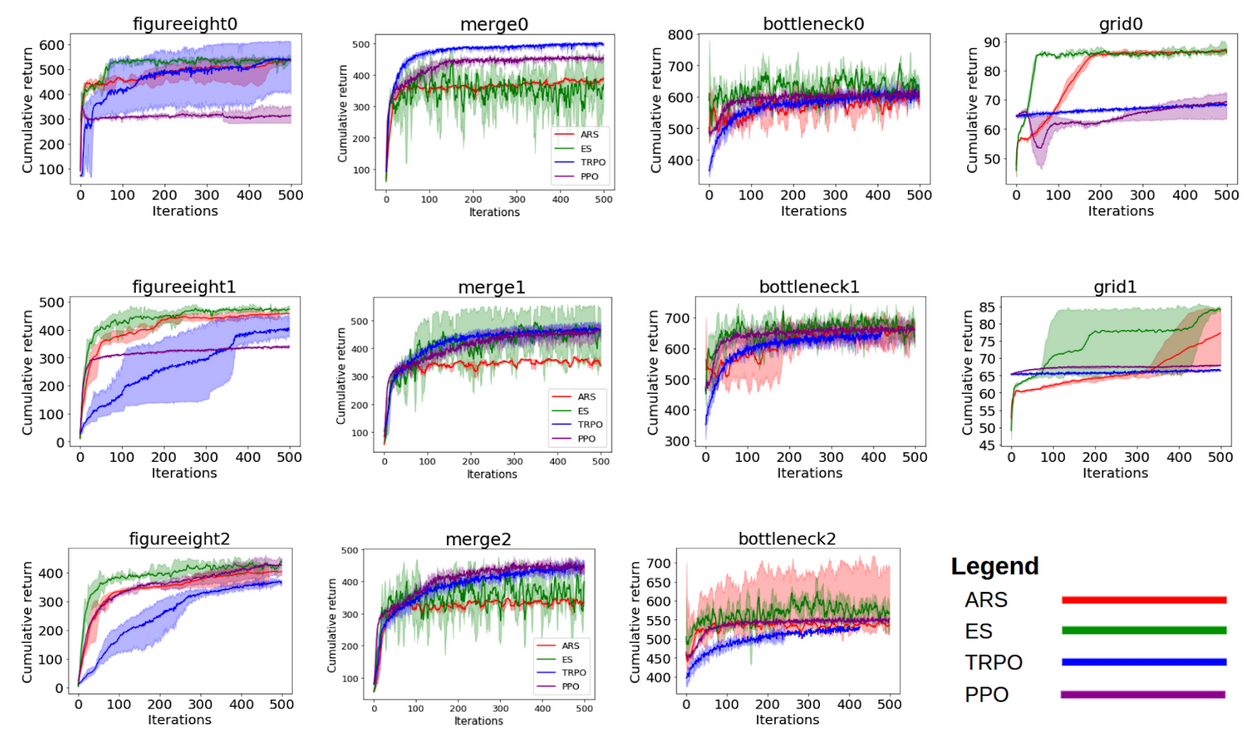 figureeight0
Cumulative return
600
500
400
300
200
100
0 100 200 300 400 500
Iterations
merge0
Cumulative return
500
400
300
200
100
ARS
ES
TRPO
PPO
0 100 200 300 400 500
Iterations
bottleneck0
Cumulative return
800
700
600
500
400
0 100 200 300 400 500
Iterations
grid0
Cumulative return
90
80
70
60
50
0 100 200 300 400 500
Iterations
figureeight1
Cumulative return
500
400
300
200
100
0
0 100 200 300 400 500
Iterations
merge1
Cumulative return
500
400
300
200
100
ARS
ES
TRPO
PPO
0 100 200 300 400 500
Iterations
bottleneck1
Cumulative return
700
600
500
400
300
0 100 200 300 400 500
Iterations
grid1
Cumulative return
85
80
75
70
65
60
55
50
45
0 100 200 300 400 500
Iterations
figureeight2
Cumulative return
400
300
200
100
0
0 100 200 300 400 500
Iterations
merge2
Cumulative return
500
400
300
200
100
ARS
ES
TRPO
PPO
0 100 200 300 400 500
Iterations
bottleneck2
Cumulative return
700
650
600
550
500
450
400
0 100 200 300 400 500
Iterations
Legend
ARS
ES
TRPO
PPO